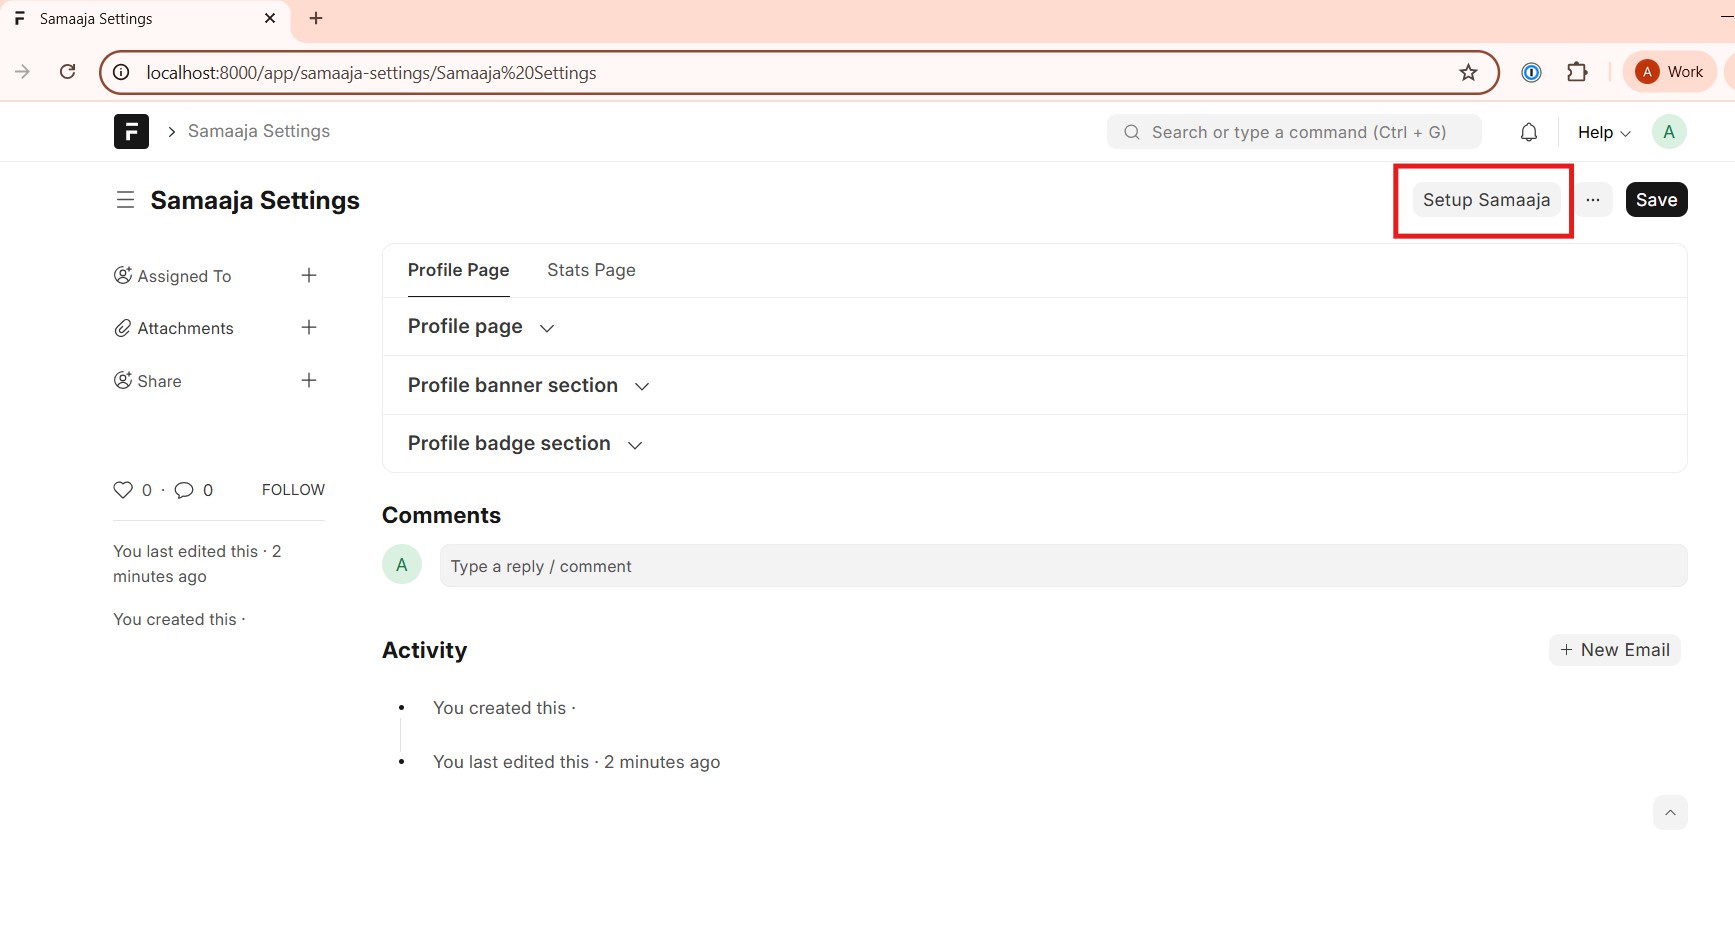 Samaaja Settings
localhost:8000/app/samaaja-settings/Samaaja%20Settings
A Work
Samaaja Settings
Search or type a command (Ctrl + G)
Help
A
Samaaja Settings
Setup Samaaja
...
Save
Assigned To
Attachments
Share
0 · 0 FOLLOW
You last edited this · 2
minutes ago
You created this ·
Profile Page Stats Page
Profile page
Profile banner section
Profile badge section
Comments
A
Type a reply / comment
Activity
+ New Email
You created this ·
You last edited this · 2 minutes ago